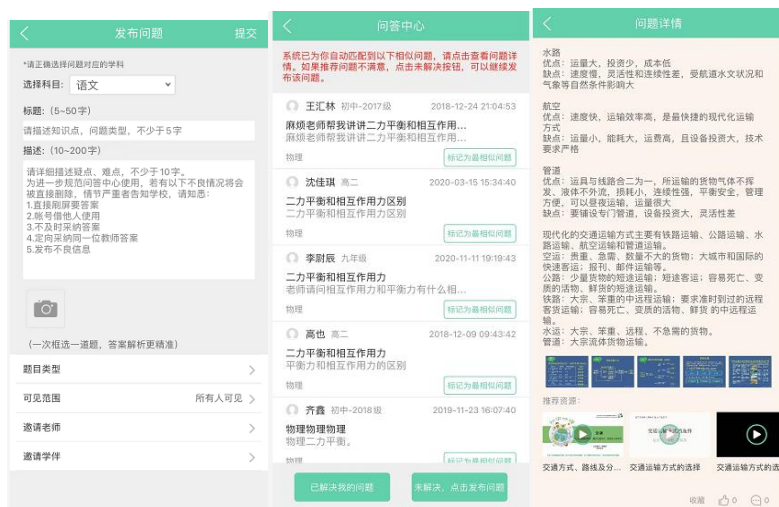 发布问题
提交
*请正确选择问题对应的学科
选择科目:
语文
标题:(5~50字)
请描述知识点，问题类型，不少于5字
描述:(10~200字)
请详细描述疑点、难点，不少于10字。
为进一步规范问答中心使用，若有以下不良情况将会
被直接删除，情节严重者告知学校，请知悉:
1.直接刷屏要答案
2.帐号借他人使用
3.不及时采纳答案
4.定向采纳同一位教师答案
5.发布不良信息
（一次框选一道题，答案解析更精准）
题目类型
可见范围
所有人可见
邀请老师
邀请学伴
问答中心
系统已为你自动匹配到以下相似问题，请点击查看问题详
情。如果推荐问题不满意，点击未解决按钮，可以继续发
布该问题。
王汇林 初中-2017级
2018-12-24 21:04:53
麻烦老师帮我讲讲二力平衡和相互作用...
麻烦老师帮我讲讲二力平衡和相互作用...
物理
标记为最相似问题
沈佳琪 高二
2020-03-15 15:34:40
二力平衡和相互作用力区别
二力平衡和相互作用力区别
物理
标记为最相似问题
李尉辰 九年级
2020-11-11 19:19:43
二力平衡和相互作用力
老师请问相互作用力和平衡力有什么相...
物理
标记为最相似问题
高也 高二
2018-12-09 09:43:42
二力平衡和相互作用力
平衡力和相互作用力的区别
物理
标记为最相似问题
齐鑫 初中-2018级
2019-11-23 16:07:40
物理物理物理
物理二力平衡。
物理
标记为最相似问题
已解决我的问题
未解决，点击发布问题
问题详情
水路
优点：运量大，投资少，成本低
缺点：速度慢，灵活性和连续性差，受航道水文状况和
气象等自然条件影响大
航空
优点：速度快，运输效率高，是最快捷的现代化运输
方式
缺点：运量小，能耗大，运费高，且设备投资大，技术
要求严格
管道
优点：运具与线路合二为一，所运输的货物气体不挥
发、液体不外流，损耗小，连续性强，平衡安全，管理
方便，可以昼夜运输，运量很大
缺点：要铺设专门管道，设备投资大，灵活性差
现代化的交通运输方式主要有铁路运输、公路运输、水
路运输、航空运输和管道运输。
空运：贵重、急需、数量不大的货物；大城市和国际的
快速客运；报刊、邮件运输等。
公路：少量货物的短途运输；短途客运；容易死亡、变
质的活物、鲜货的短途运输。
铁路：大宗、笨重的中远程运输；要求准时到过的远程
客货运输；容易死亡、变质的活物、鲜货 的中远程运
输。
水运：大宗、笨重、远程、不急需的货物。
管道：大宗流体货物运输。
推荐资源：
交通运输方式的选择
交通方式、路线及分...
交通运输方式的选择
交通运输方式的选
收藏
0
0